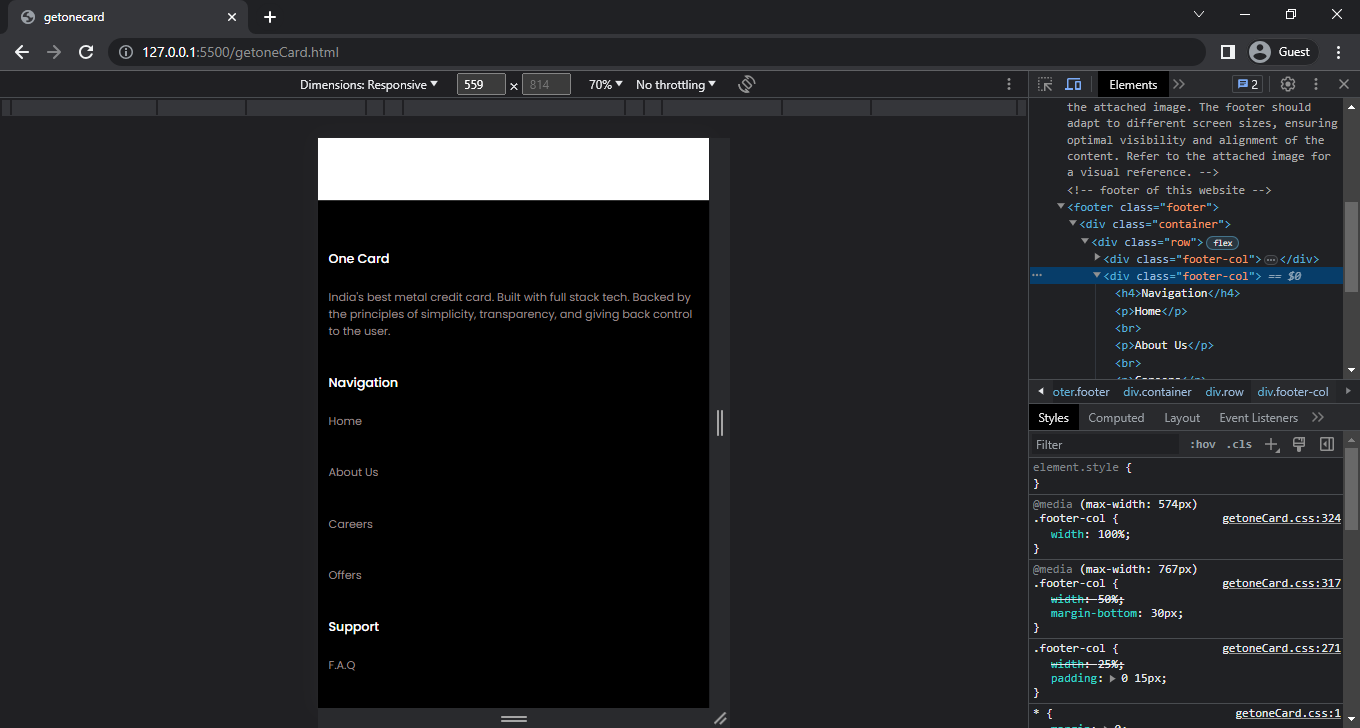 getonecard
127.0.0.1:5500/getoneCard.html
Guest
Dimensions: Responsive
559 × 814
70%
No throttling
Elements
2
the attached image. The footer should
adapt to different screen sizes, ensuring
optimal visibility and alignment of the
content. Refer to the attached image for
a visual reference. -->
<!-- footer of this website -->
<footer class="footer">
<div class="container">
<div class="row"> flex
<div class="footer-col"> … </div>
<div class="footer-col"> == $0
<h4>Navigation</h4>
<p>Home</p>
<br>
<p>About Us</p>
<br>
oter.footer div.container div.row div.footer-col
Styles Computed Layout Event Listeners
Filter :hov .cls
element.style {
}
@media (max-width: 574px)
.footer-col { getoneCard.css:324
width: 100%;
}
@media (max-width: 767px)
.footer-col { getoneCard.css:317
width: 50%;
margin-bottom: 30px;
}
.footer-col { getoneCard.css:271
width: 25%;
padding: 0 15px;
}
* { getoneCard.css:1
One Card
India's best metal credit card. Built with full stack tech. Backed by
the principles of simplicity, transparency, and giving back control
to the user.
Navigation
Home
About Us
Careers
Offers
Support
F.A.Q